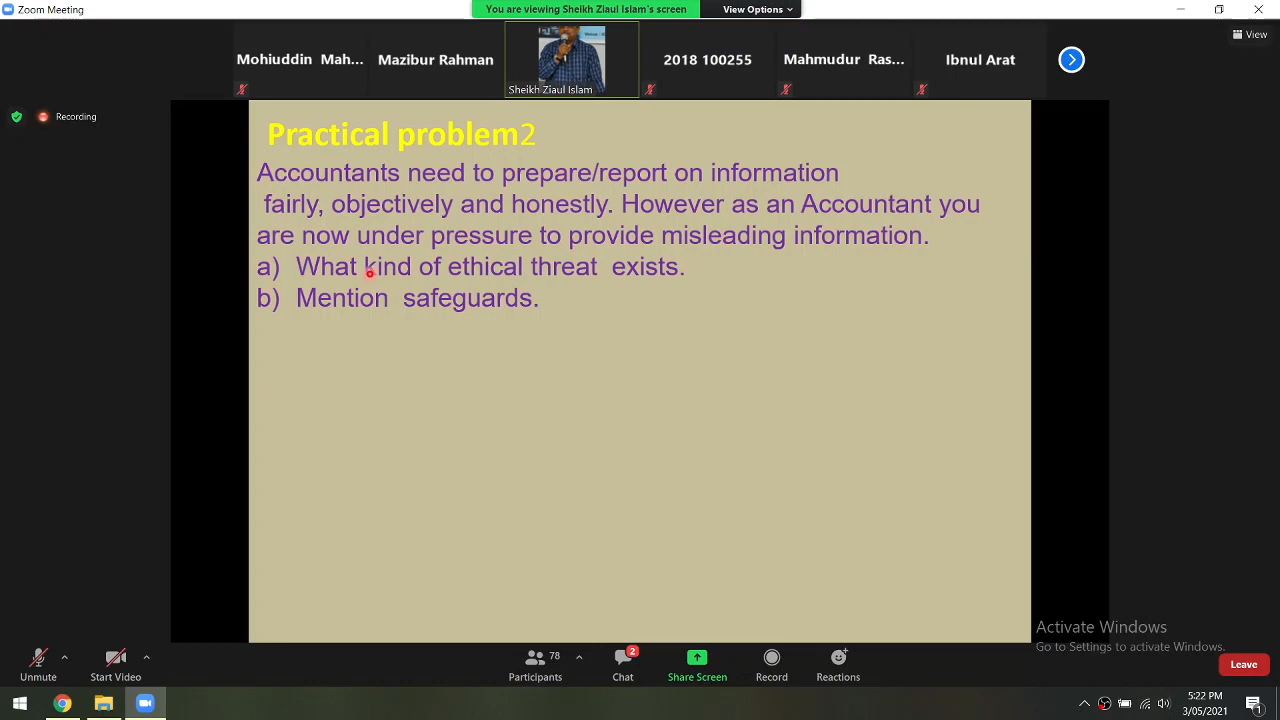 Zoom Meeting
You are viewing Sheikh Ziaul Islam's screen
View Options
View
Mohiuddin Mah...
Mazibur Rahman
Sheikh Ziaul Islam
2018 100255
Mahmudur Ras...
Ibnul Arat
Recording
Practical problem2
Accountants need to prepare/report on information
fairly, objectively and honestly. However as an Accountant you
are now under pressure to provide misleading information.
a) What kind of ethical threat exists.
b) Mention safeguards.
Activate Windows
Go to Settings to activate Windows.
Unmute
Start Video
78
Participants
2
Chat
Share Screen
Record
Reactions
Leave
5:22 PM
3/05/2021
1